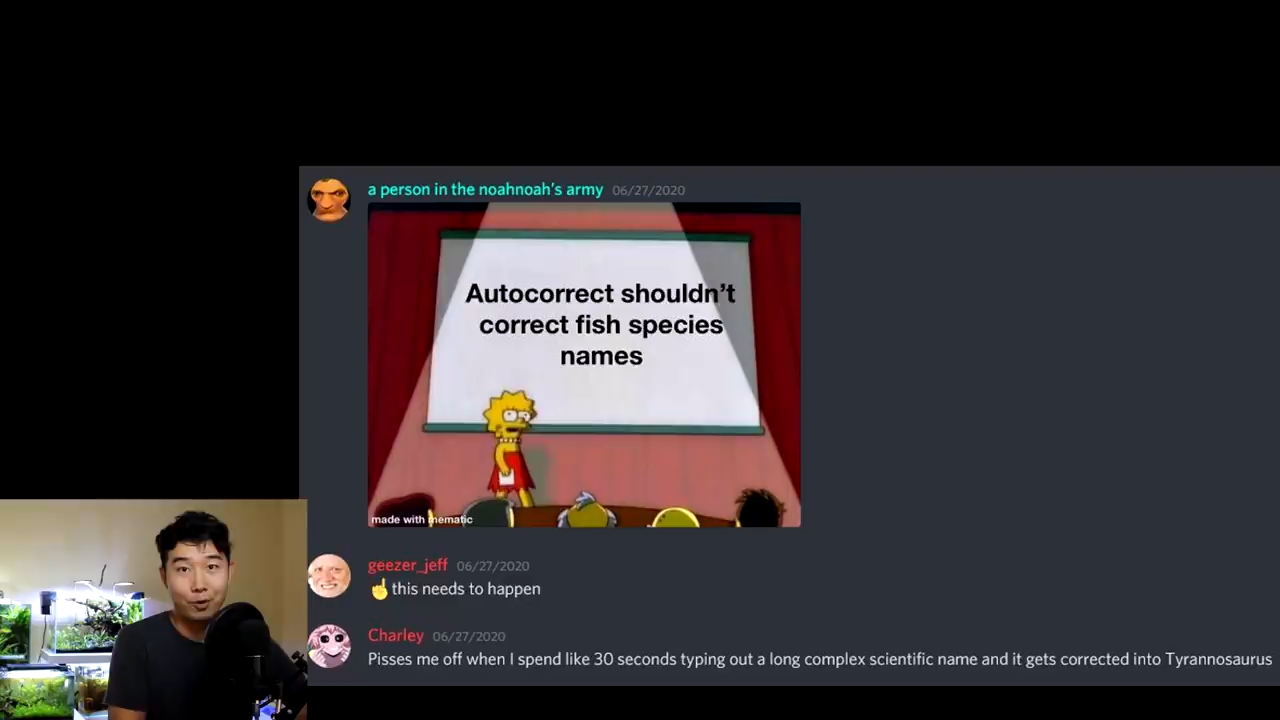 a person in the noahnoah's army 06/27/2020
Autocorrect shouldn't
correct fish species
names
made with mematic
geezer_jeff 06/27/2020
☝this needs to happen
Charley 06/27/2020
Pisses me off when I spend like 30 seconds typing out a long complex scientific name and it gets corrected into Tyrannosaurus